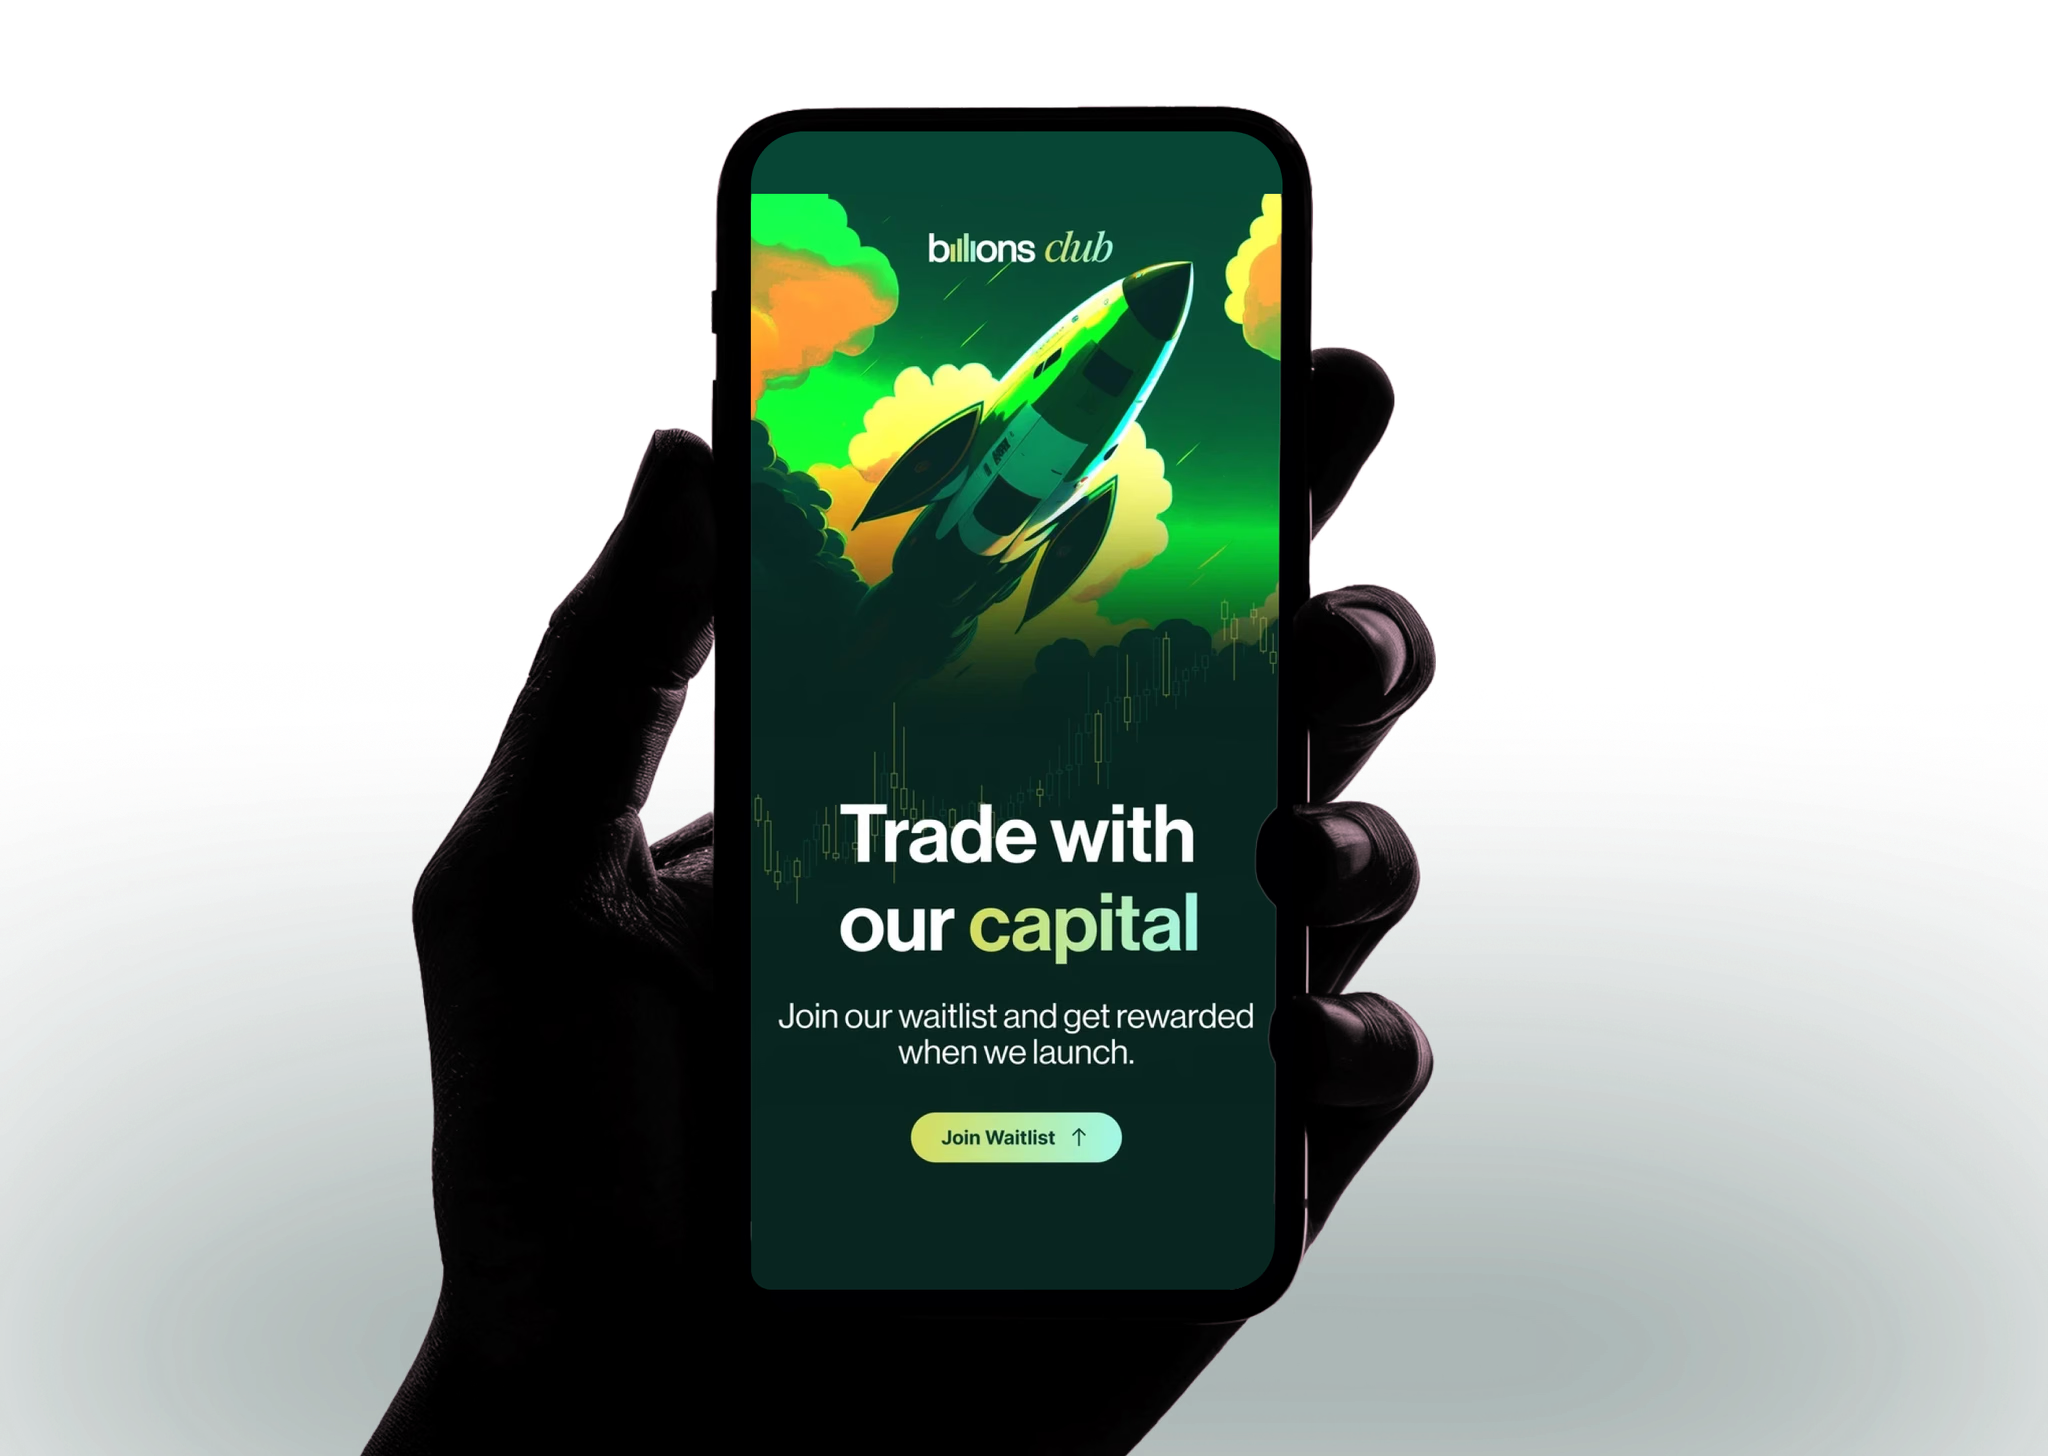 billions club
Trade with
our capital
Join our waitlist and get rewarded
when we launch.
Join Waitlist ↑